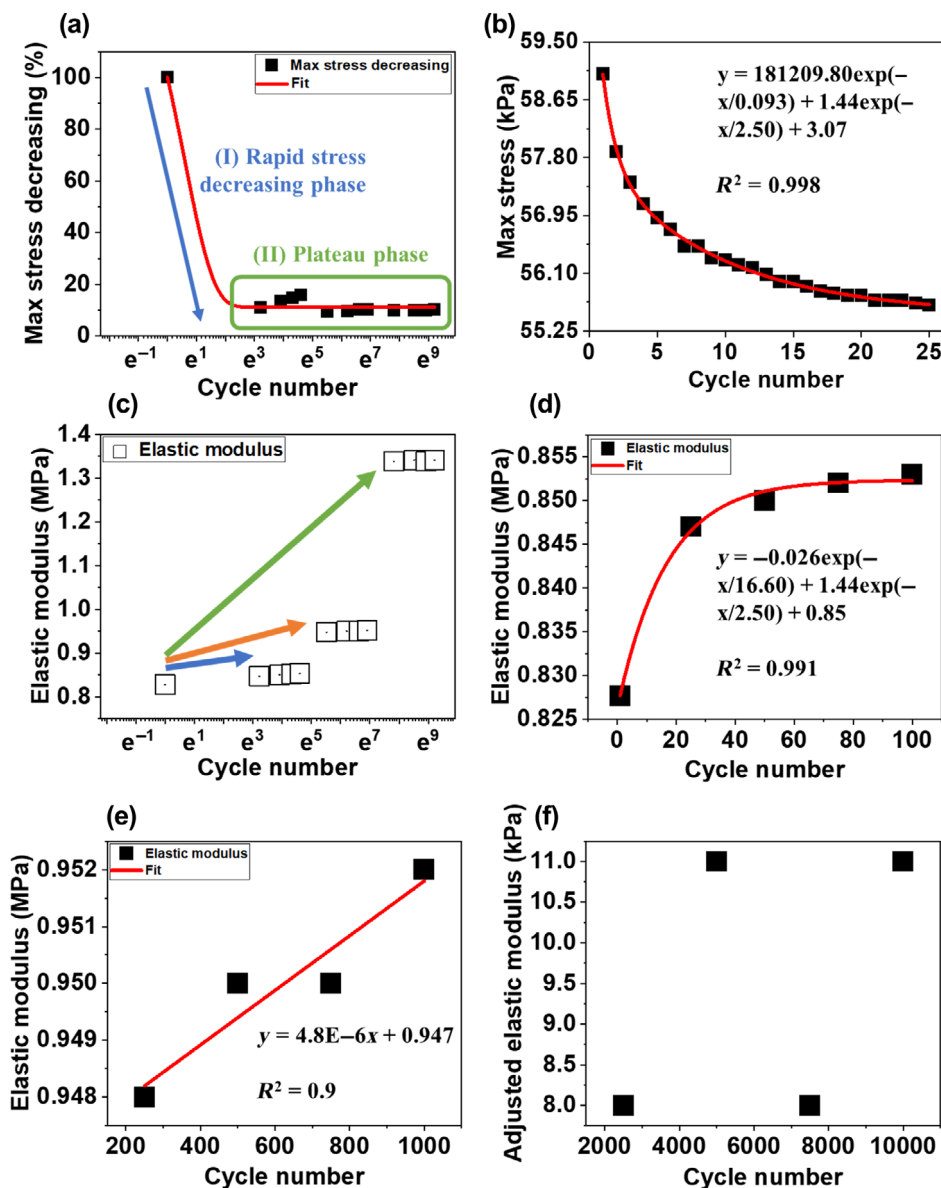 (a)
Max stress decreasing (%)
100
80
60
40
20
0
Max stress decreasing
Fit
(I) Rapid stress
decreasing phase
(II) Plateau phase
e–1 e1 e3 e5 e7 e9
Cycle number
(b)
Max stress (kPa)
59.50
58.65
57.80
56.95
56.10
55.25
y = 181209.80exp(–
x/0.093) + 1.44exp(–
x/2.50) + 3.07
R2 = 0.998
0 5 10 15 20 25
Cycle number
(c)
Elastic modulus (MPa)
1.4
1.3
1.2
1.0
0.9
0.8
Elastic modulus
e–1 e1 e3 e5 e7 e9
Cycle number
(d)
Elastic modulus (MPa)
0.855
0.850
0.845
0.840
0.835
0.830
0.825
Elastic modulus
Fit
y = –0.026exp(–
x/16.60) + 1.44exp(–
x/2.50) + 0.85
R2 = 0.991
0 20 40 60 80 100
Cycle number
(e)
Elastic modulus (MPa)
0.952
0.951
0.950
0.949
0.948
Elastic modulus
Fit
y = 4.8E–6x + 0.947
R2 = 0.9
200 400 600 800 1000
Cycle number
(f)
Adjusted elastic modulus (kPa)
11.0
10.5
10.0
9.5
9.0
8.5
8.0
2000 4000 6000 8000 10000
Cycle number